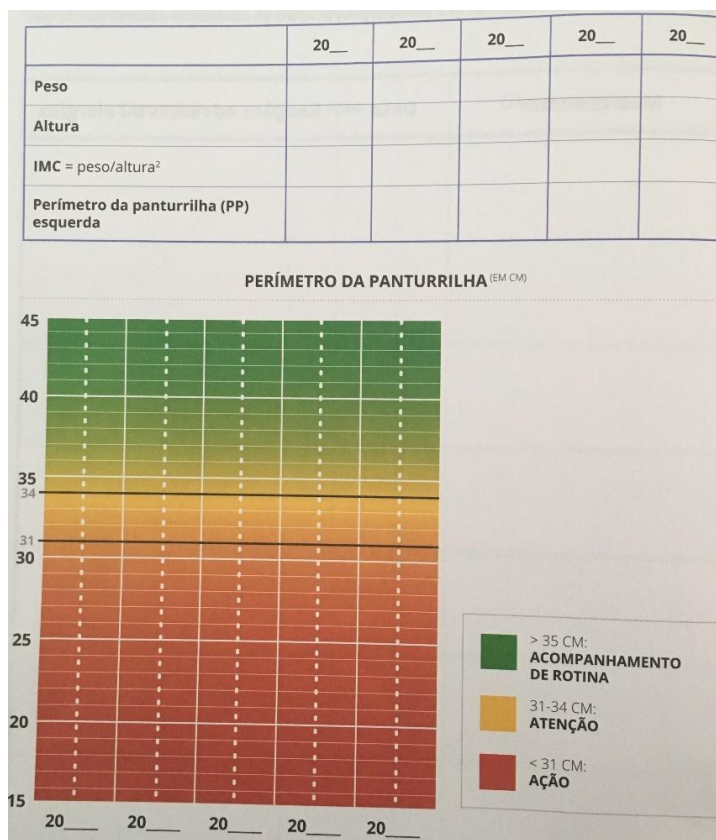 20__ 20__ 20__ 20__ 20__
Peso
Altura
IMC = peso/altura²
Perímetro da panturrilha (PP)
esquerda
PERÍMETRO DA PANTURRILHA (EM CM)
45
40
35
34
31
30
25
20
15
20____ 20____ 20____ 20____ 20____
> 35 CM:
ACOMPANHAMENTO
DE ROTINA
31-34 CM:
ATENÇÃO
< 31 CM:
AÇÃO